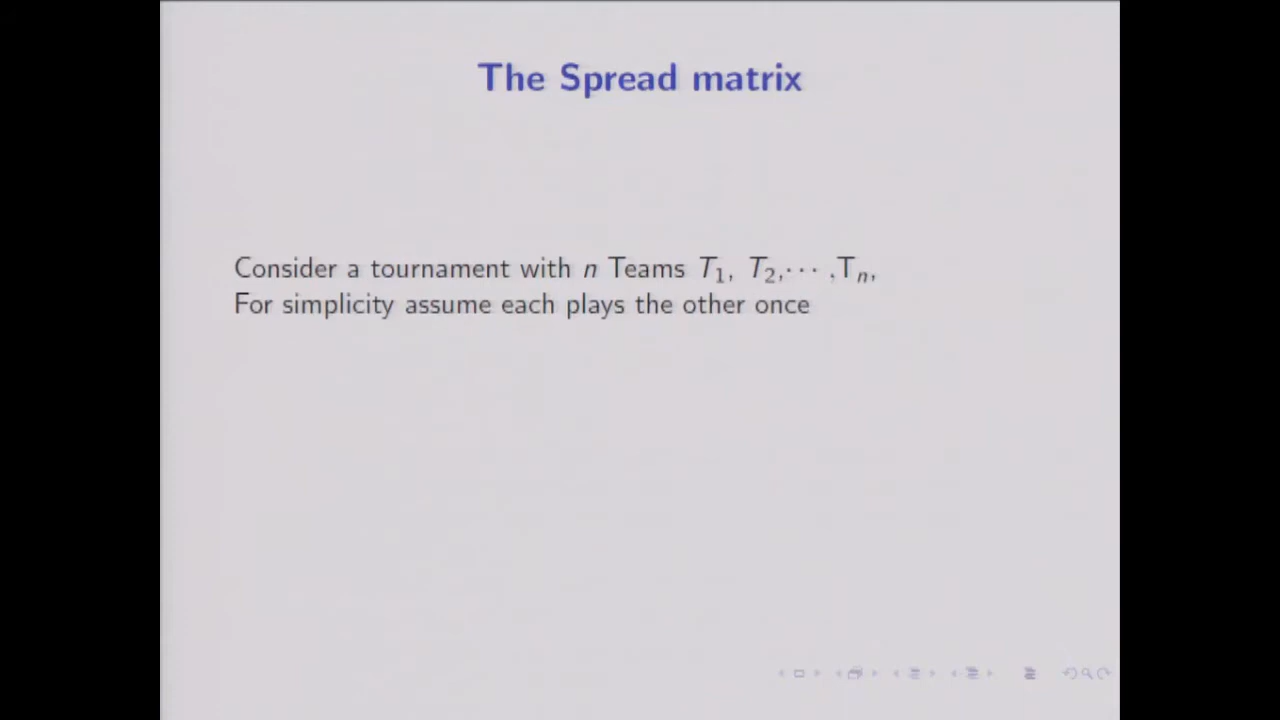 The Spread matrix
Consider a tournament with n Teams T₁, T₂,⋯ ,Tₙ,
For simplicity assume each plays the other once